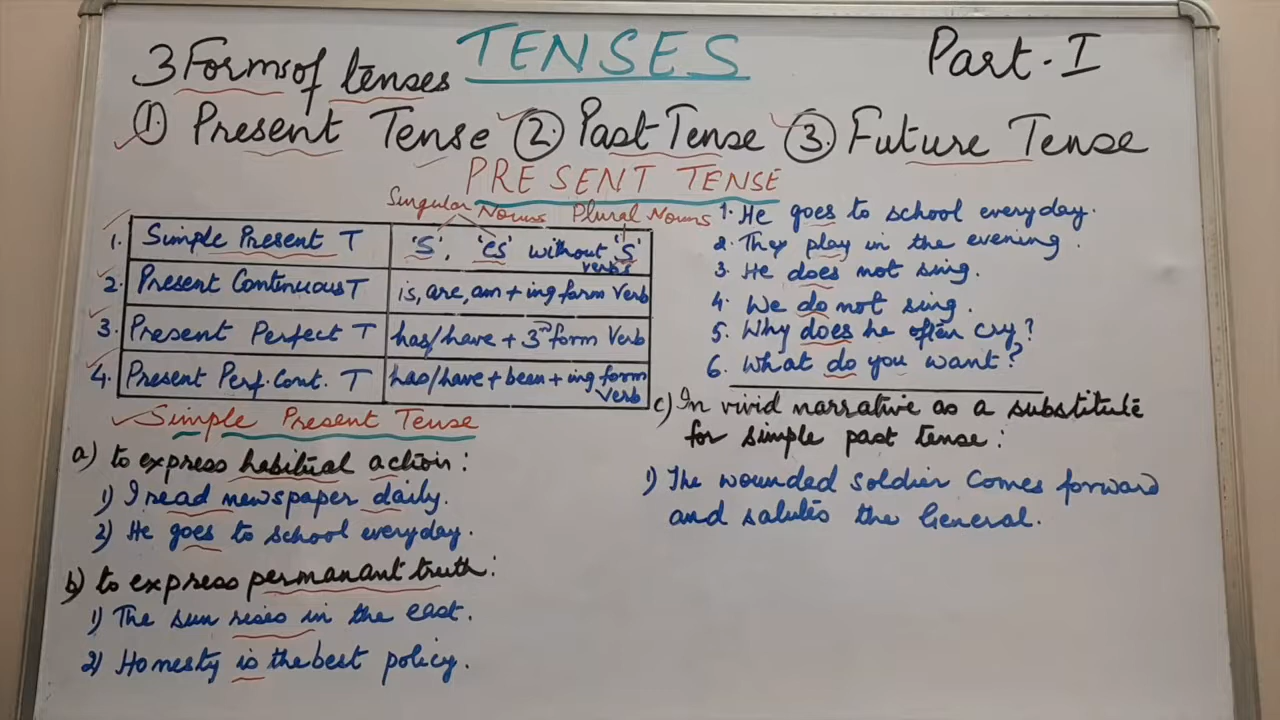 TENSES
Part-I
3 Forms of tenses
1. Present Tense 2. Past Tense 3. Future Tense
PRESENT TENSE
Singular Nouns Plural Nouns
1. Simple Present T 'S', 'es' without 'S'
verb's
2. Present Continuous T is, are, am + ing form Verb
3. Present Perfect T has/have + 3rd form Verb
4. Present Perf. Cont. T has/have + been + ing form
Verb
1. He goes to school everyday.
2. They play in the evening.
3. He does not sing.
4. We do not sing.
5. Why does he often cry?
6. What do you want?
Simple Present Tense
a) to express habitual action:
1) I read newspaper daily.
2) He goes to school everyday.
b) to express permanant truth:
1) The sun rises in the east.
2) Honesty is the best policy.
c) In vivid narrative as a substitute
for simple past tense:
1) The wounded soldier comes forward
and salutes the General.